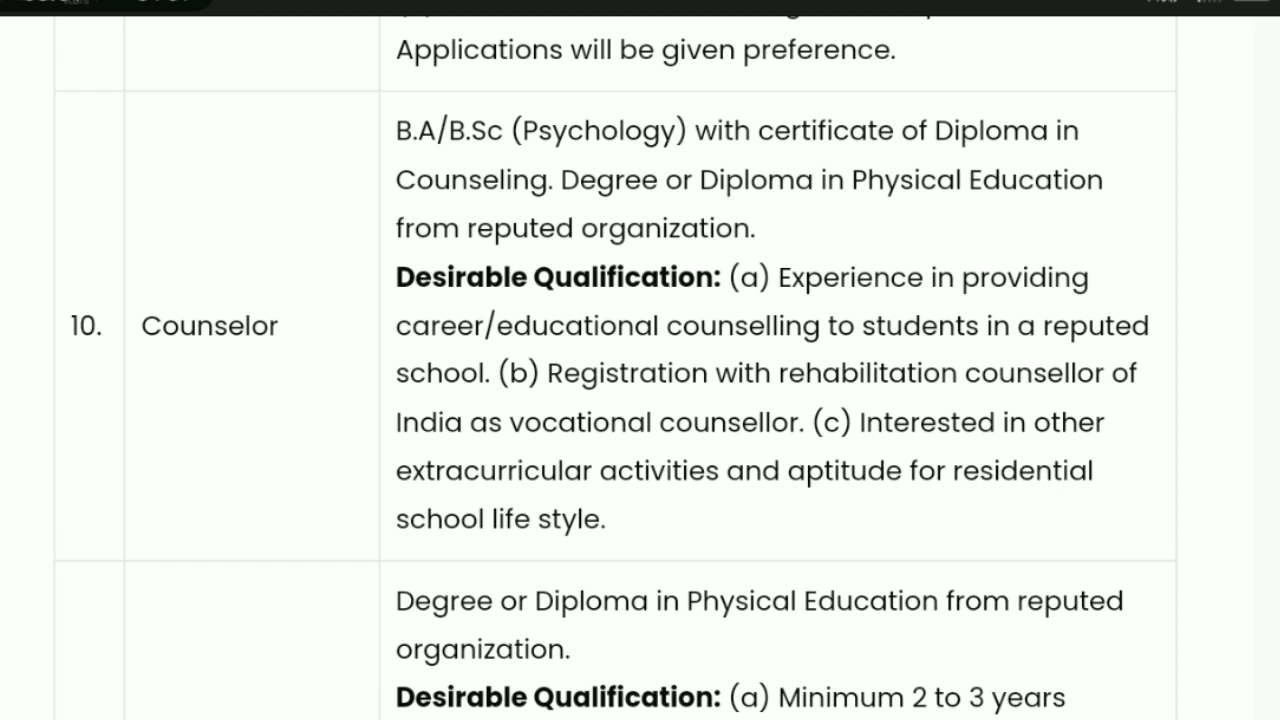 Applications will be given preference.
B.A/B.Sc (Psychology) with certificate of Diploma in
Counseling. Degree or Diploma in Physical Education
from reputed organization.
Desirable Qualification: (a) Experience in providing
10. Counselor career/educational counselling to students in a reputed
school. (b) Registration with rehabilitation counsellor of
India as vocational counsellor. (c) Interested in other
extracurricular activities and aptitude for residential
school life style.
Degree or Diploma in Physical Education from reputed
organization.
Desirable Qualification: (a) Minimum 2 to 3 years